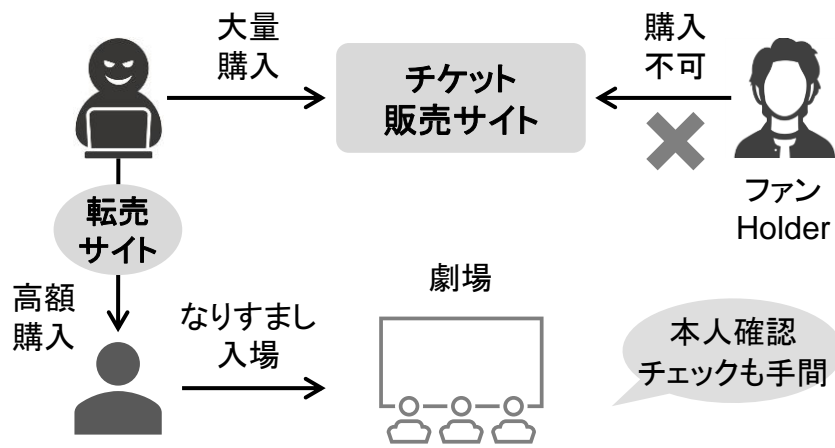 大量
購入
チケット
販売サイト
購入
不可
ファン
Holder
転売
サイト
高額
購入
なりすまし
入場
劇場
本人確認
チェックも手間